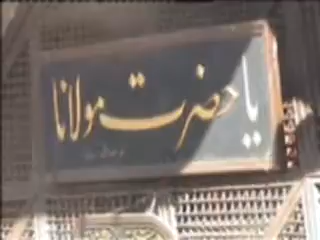 یا حضرت مولانا